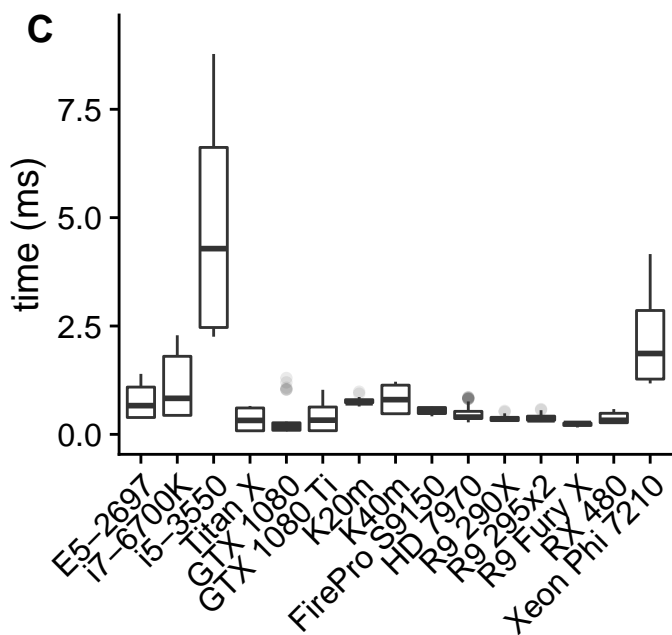 C
time (ms)
7.5
5.0
2.5
0.0
E5−2697
i7−6700K
i5−3550
Titan X
GTX 1080
GTX 1080 Ti
K20m
K40m
FirePro S9150
HD 7970
R9 290X
R9 295x2
R9 Fury X
RX 480
Xeon Phi 7210